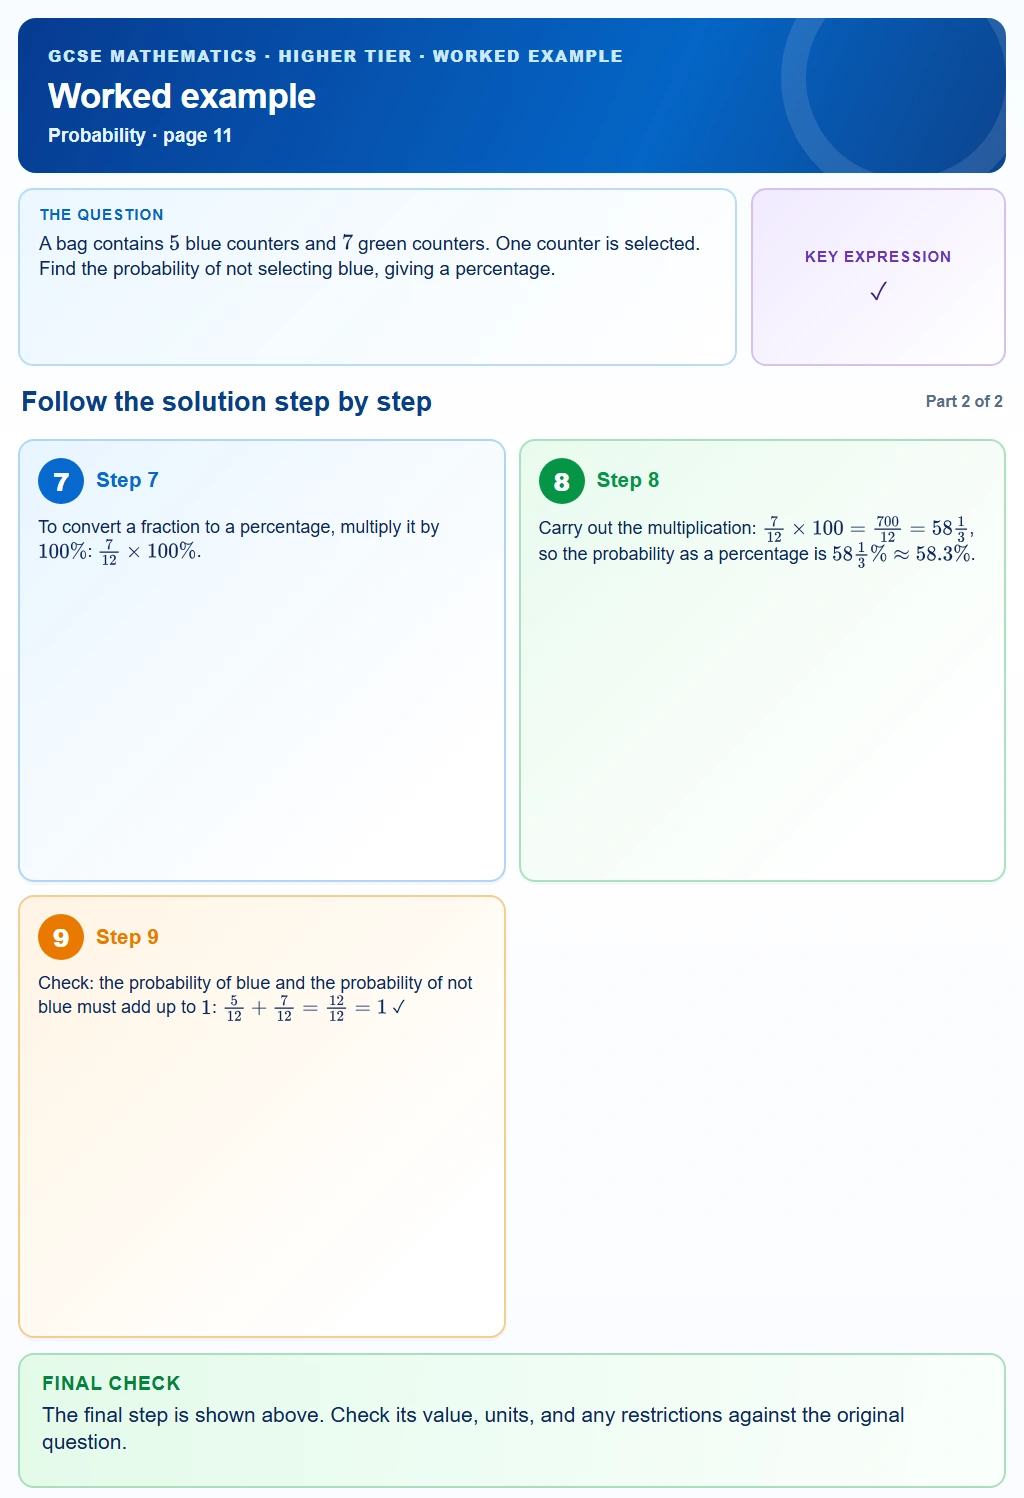 GCSE MATHEMATICS · HIGHER TIER · WORKED EXAMPLE
Worked example
Probability · page 11
THE QUESTION
A bag contains 5 blue counters and 7 green counters. One counter is selected.
Find the probability of not selecting blue, giving a percentage.
KEY EXPRESSION
✓
Follow the solution step by step
Part 2 of 2
7 Step 7
To convert a fraction to a percentage, multiply it by
100%: 7/12 × 100%.
8 Step 8
Carry out the multiplication: 7/12 × 100 = 700/12 = 58 1/3,
so the probability as a percentage is 58 1/3% ≈ 58.3%.
9 Step 9
Check: the probability of blue and the probability of not
blue must add up to 1: 5/12 + 7/12 = 12/12 = 1 ✓
FINAL CHECK
The final step is shown above. Check its value, units, and any restrictions against the original
question.